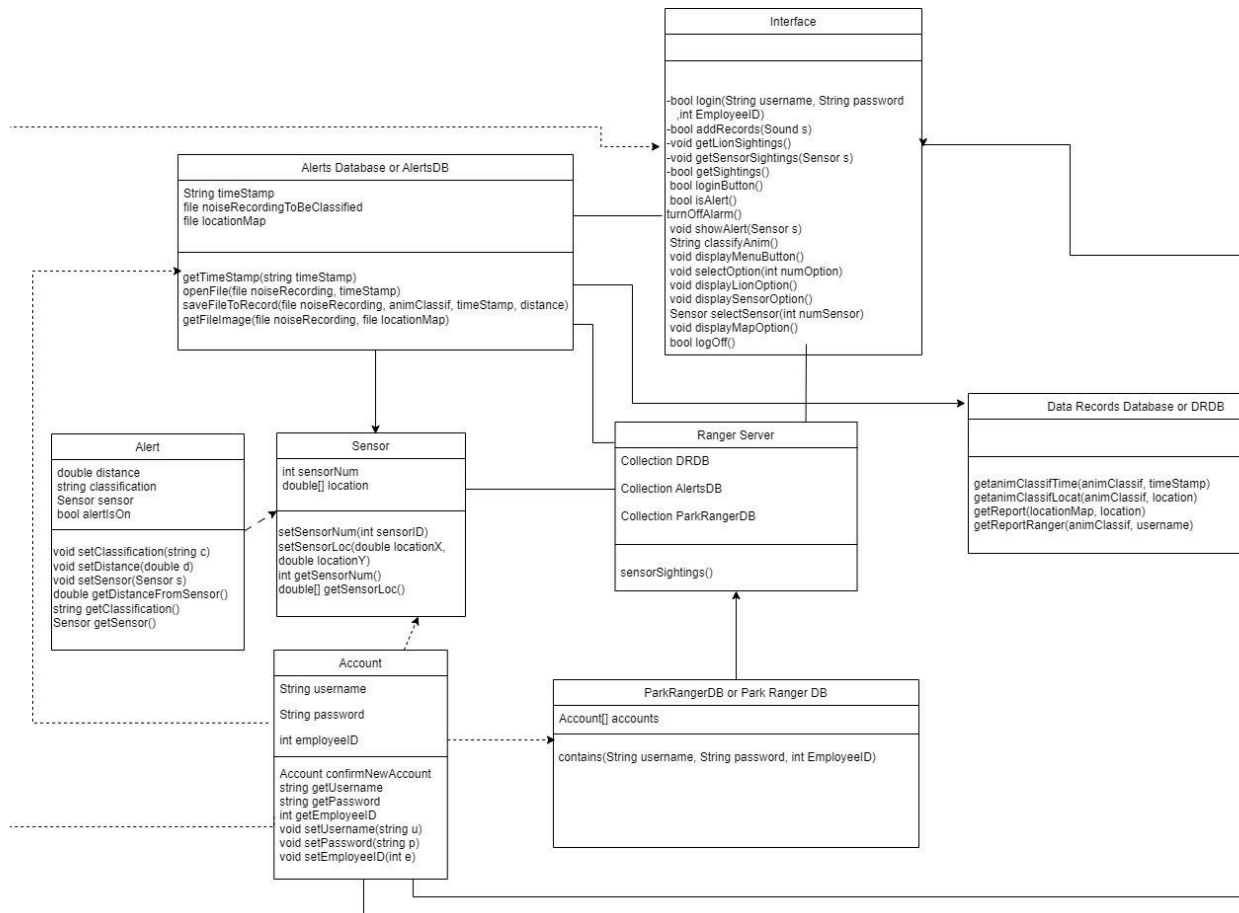 Interface
-bool login(String username, String password
,int EmployeeID)
-bool addRecords(Sound s)
-void getLionSightings()
-void getSensorSightings(Sensor s)
-bool getSightings()
bool loginButton()
bool isAlert()
turnOffAlarm()
void showAlert(Sensor s)
String classifyAnim()
void displayMenuButton()
void selectOption(int numOption)
void displayLionOption()
void displaySensorOption()
Sensor selectSensor(int numSensor)
void displayMapOption()
bool logOff()
Alerts Database or AlertsDB
String timeStamp
file noiseRecordingToBeClassified
file locationMap
getTimeStamp(string timeStamp)
openFile(file noiseRecording, timeStamp)
saveFileToRecord(file noiseRecording, animClassif, timeStamp, distance)
getFileImage(file noiseRecording, file locationMap)
Data Records Database or DRDB
getanimClassifTime(animClassif, timeStamp)
getanimClassifLocat(animClassif, location)
getReport(locationMap, location)
getReportRanger(animClassif, username)
Alert
double distance
string classification
Sensor sensor
bool alertIsOn
void setClassification(string c)
void setDistance(double d)
void setSensor(Sensor s)
double getDistanceFromSensor()
string getClassification()
Sensor getSensor()
Sensor
int sensorNum
double[] location
setSensorNum(int sensorID)
setSensorLoc(double locationX,
double locationY)
int getSensorNum()
double[] getSensorLoc()
Ranger Server
Collection DRDB
Collection AlertsDB
Collection ParkRangerDB
sensorSightings()
Account
String username
String password
int employeeID
Account confirmNewAccount
string getUsername
string getPassword
int getEmployeeID
void setUsername(string u)
void setPassword(string p)
void setEmployeeID(int e)
ParkRangerDB or Park Ranger DB
Account[] accounts
contains(String username, String password, int EmployeeID)